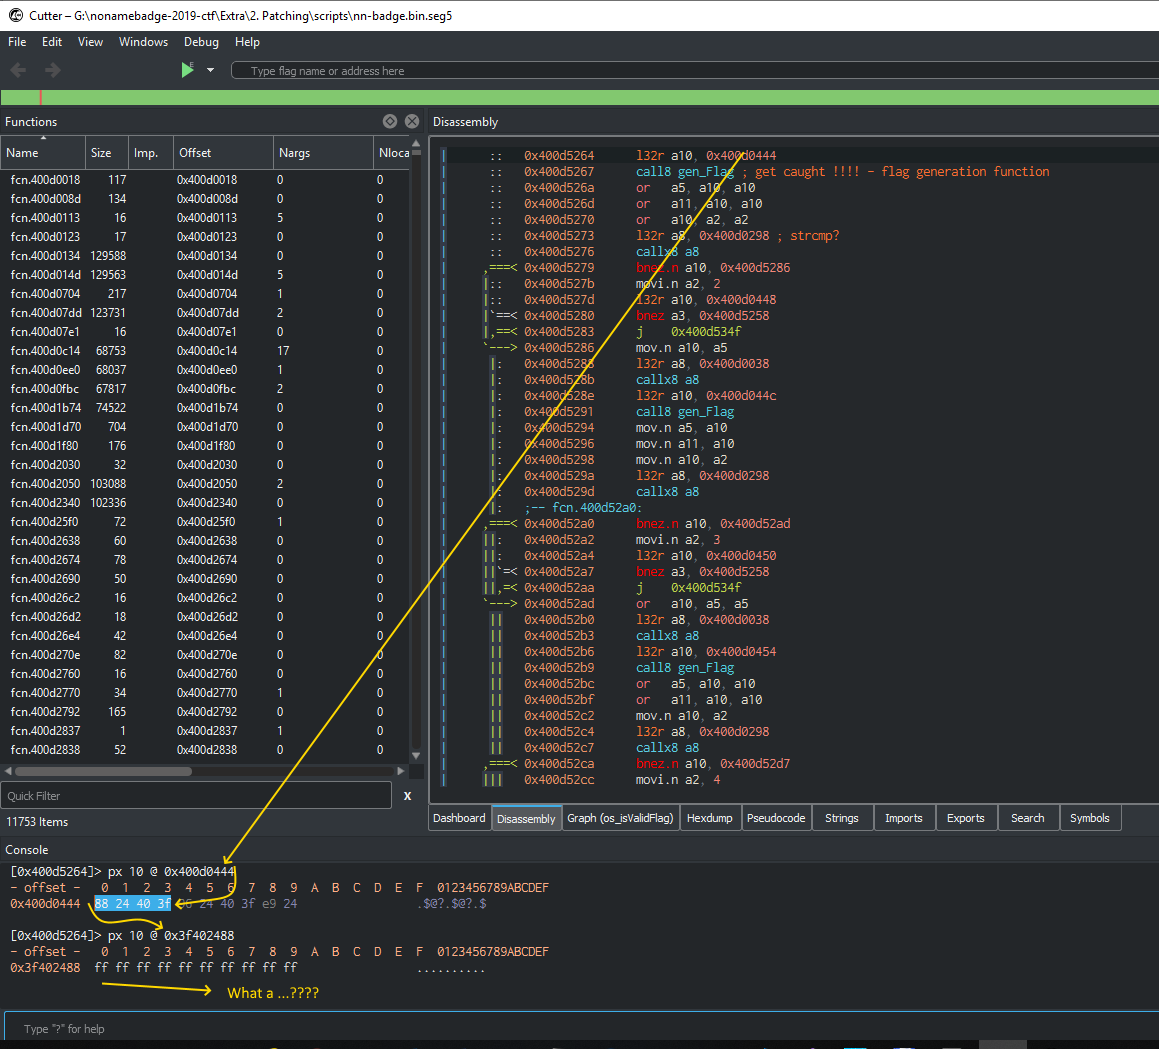 Cutter – G:\nonamebadge-2019-ctf\Extra\2. Patching\scripts\nn-badge.bin.seg5
File Edit View Windows Debug Help
Type flag name or address here
Functions
Name Size Imp. Offset Nargs Nloca
fcn.400d0018 117 0x400d0018 0 0
fcn.400d008d 134 0x400d008d 0 0
fcn.400d0113 16 0x400d0113 5 0
fcn.400d0123 17 0x400d0123 0 0
fcn.400d0134 129588 0x400d0134 0 0
fcn.400d014d 129563 0x400d014d 5 0
fcn.400d0704 217 0x400d0704 1 0
fcn.400d07dd 123731 0x400d07dd 2 0
fcn.400d07e1 16 0x400d07e1 0 0
fcn.400d0c14 68753 0x400d0c14 17 0
fcn.400d0ee0 68037 0x400d0ee0 1 0
fcn.400d0fbc 67817 0x400d0fbc 2 0
fcn.400d1b74 74522 0x400d1b74 0 0
fcn.400d1d70 704 0x400d1d70 0 0
fcn.400d1f80 176 0x400d1f80 0 0
fcn.400d2030 32 0x400d2030 0 0
fcn.400d2050 103088 0x400d2050 2 0
fcn.400d2340 102336 0x400d2340 0 0
fcn.400d25f0 72 0x400d25f0 1 0
fcn.400d2638 60 0x400d2638 0 0
fcn.400d2674 78 0x400d2674 0 0
fcn.400d2690 50 0x400d2690 0 0
fcn.400d26c2 16 0x400d26c2 0 0
fcn.400d26d2 18 0x400d26d2 0 0
fcn.400d26e4 42 0x400d26e4 0 0
fcn.400d270e 82 0x400d270e 0 0
fcn.400d2760 16 0x400d2760 0 0
fcn.400d2770 34 0x400d2770 1 0
fcn.400d2792 165 0x400d2792 0 0
fcn.400d2837 1 0x400d2837 1 0
fcn.400d2838 52 0x400d2838 0 0
Quick Filter X
11753 Items
Disassembly
| :: 0x400d5264 l32r a10, 0x400d0444
| :: 0x400d5267 call8 gen_Flag ; get caught !!!! - flag generation function
| :: 0x400d526a or a5, a10, a10
| :: 0x400d526d or a11, a10, a10
| :: 0x400d5270 or a10, a2, a2
| :: 0x400d5273 l32r a8, 0x400d0298 ; strcmp?
| :: 0x400d5276 callx8 a8
| ,===< 0x400d5279 bnez.n a10, 0x400d5286
| |:: 0x400d527b movi.n a2, 2
| |:: 0x400d527d l32r a10, 0x400d0448
| |`==< 0x400d5280 bnez a3, 0x400d5258
| |,==< 0x400d5283 j 0x400d534f
| `---> 0x400d5286 mov.n a10, a5
| |: 0x400d5288 l32r a8, 0x400d0038
| |: 0x400d528b callx8 a8
| |: 0x400d528e l32r a10, 0x400d044c
| |: 0x400d5291 call8 gen_Flag
| |: 0x400d5294 mov.n a5, a10
| |: 0x400d5296 mov.n a11, a10
| |: 0x400d5298 mov.n a10, a2
| |: 0x400d529a l32r a8, 0x400d0298
| |: 0x400d529d callx8 a8
| |: ;-- fcn.400d52a0:
| ,===< 0x400d52a0 bnez.n a10, 0x400d52ad
| ||: 0x400d52a2 movi.n a2, 3
| ||: 0x400d52a4 l32r a10, 0x400d0450
| ||`=< 0x400d52a7 bnez a3, 0x400d5258
| ||,=< 0x400d52aa j 0x400d534f
| `---> 0x400d52ad or a10, a5, a5
| || 0x400d52b0 l32r a8, 0x400d0038
| || 0x400d52b3 callx8 a8
| || 0x400d52b6 l32r a10, 0x400d0454
| || 0x400d52b9 call8 gen_Flag
| || 0x400d52bc or a5, a10, a10
| || 0x400d52bf or a11, a10, a10
| || 0x400d52c2 mov.n a10, a2
| || 0x400d52c4 l32r a8, 0x400d0298
| || 0x400d52c7 callx8 a8
| ,===< 0x400d52ca bnez.n a10, 0x400d52d7
| ||| 0x400d52cc movi.n a2, 4
Dashboard Disassembly Graph (os_isValidFlag) Hexdump Pseudocode Strings Imports Exports Search Symbols
Console
[0x400d5264]> px 10 @ 0x400d0444
- offset - 0 1 2 3 4 5 6 7 8 9 A B C D E F 0123456789ABCDEF
0x400d0444 88 24 40 3f 24 40 3f e9 24 .$@?.$@?.$
[0x400d5264]> px 10 @ 0x3f402488
- offset - 0 1 2 3 4 5 6 7 8 9 A B C D E F 0123456789ABCDEF
0x3f402488 ff ff ff ff ff ff ff ff ff ff ..........
What a ...????
Type "?" for help